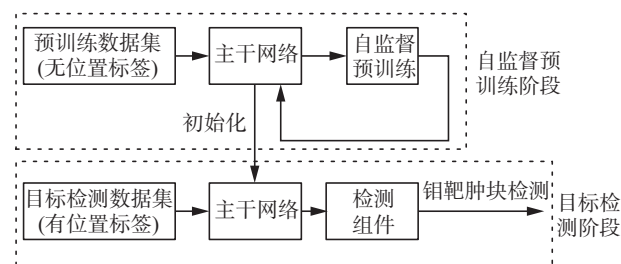 预训练数据集
(无位置标签)
主干网络
自监督
预训练
自监督预
训练阶段
初始化
目标检测数据集
(有位置标签)
主干网络
检测
组件
钼靶肿块检测
目标检
测阶段